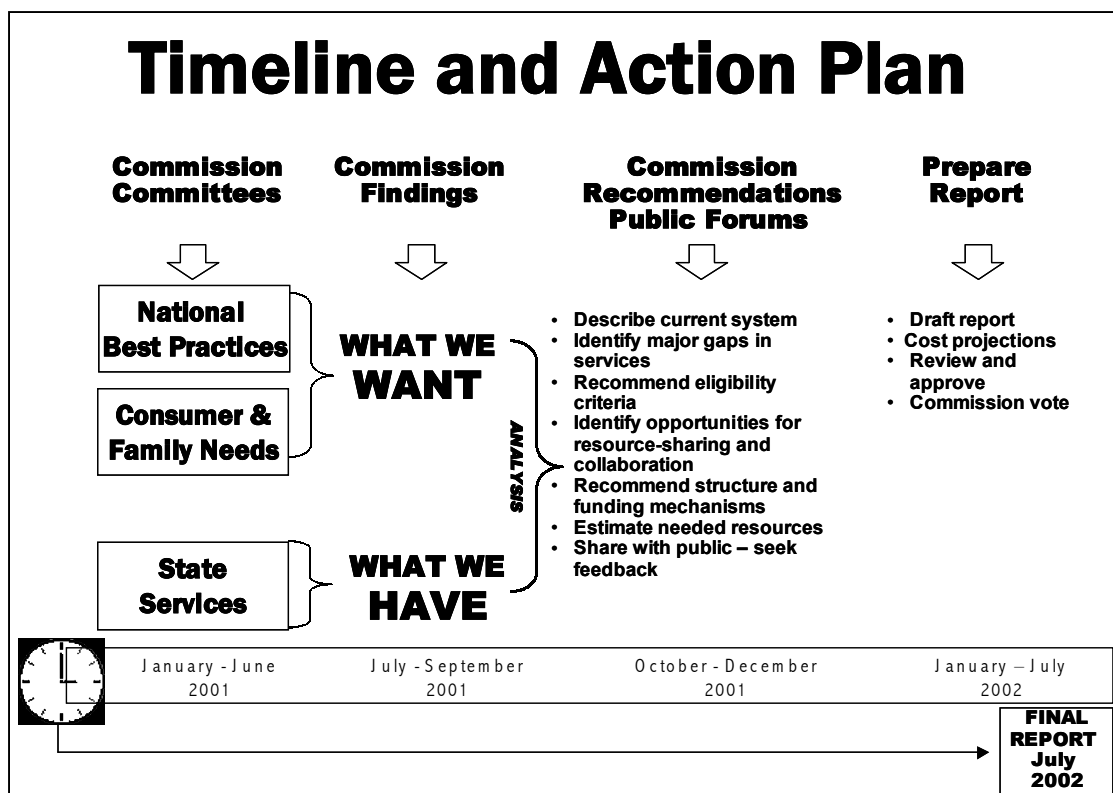 Timeline and Action Plan
Commission
Committees
Commission
Findings
Commission
Recommendations
Public Forums
Prepare
Report
National
Best Practices
Consumer &
Family Needs
State
Services
WHAT WE
WANT
WHAT WE
HAVE
ANALYSIS
• Describe current system
• Identify major gaps in
services
• Recommend eligibility
criteria
• Identify opportunities for
resource-sharing and
collaboration
• Recommend structure and
funding mechanisms
• Estimate needed resources
• Share with public – seek
feedback
• Draft report
• Cost projections
• Review and
approve
• Commission vote
January - June
2001
July - September
2001
October - December
2001
January – July
2002
FINAL
REPORT
July
2002